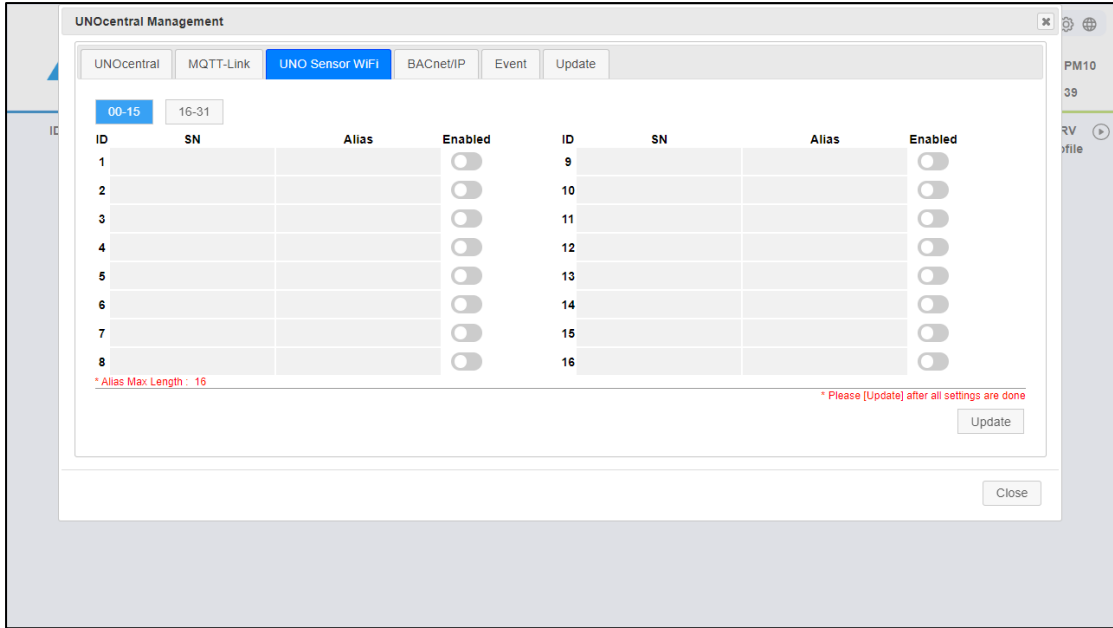 UNOcentral Management
UNOcentral MQTT-Link UNO Sensor WiFi BACnet/IP Event Update
PM10
39
00-15 16-31
ID SN Alias Enabled ID SN Alias Enabled
1 9
2 10
3 11
4 12
5 13
6 14
7 15
8 16
* Alias Max Length : 16
* Please [Update] after all settings are done
Update
Close